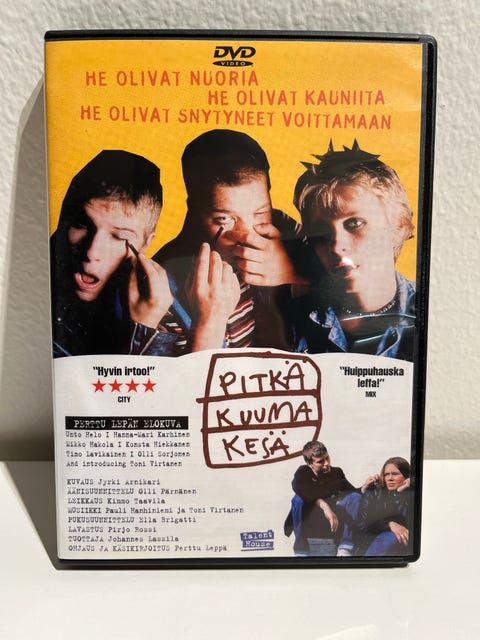 DVD
VIDEO
HE OLIVAT NUORIA
HE OLIVAT KAUNIITA
HE OLIVAT SNYTYNEET VOITTAMAAN
"Hyvin irtoo!"
★★★★
CITY
PITKÄ
KUUMA
KESÄ
"Huippuhauska
leffa!"
MIX
PERTTU LEPÄN ELOKUVA
Unto Helo I Hanna-Mari Karhinen
Mikko Hakola I Konsta Hiekkanen
Timo Lavikainen I Olli Sorjonen
And introducing Toni Virtanen
KUVAUS Jyrki Arnikari
ÄÄNISUUNNITTELU Olli Pärnänen
LEIKKAUS Kimmo Taavila
MUSIIKKI Pauli Hanhiniemi ja Toni Virtanen
PUKUSUUNNITTELU Ella Brigatti
LAVASTUS Pirjo Rossi
TUOTTAJA Johannes Lassila
OHJAUS JA KÄSIKIRJOITUS Perttu Leppä
Talent
House